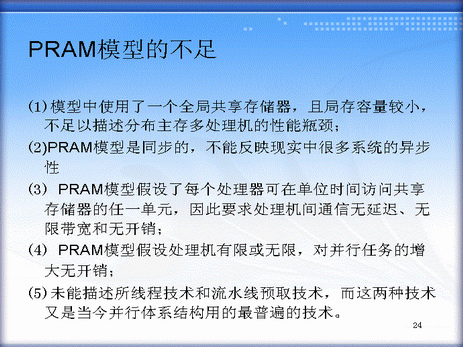 PRAM模型的不足
(1)模型中使用了一个全局共享存储器，且局存容量较小，
不足以描述分布主存多处理机的性能瓶颈；
(2)PRAM模型是同步的，不能反映现实中很多系统的异步
性
(3) PRAM模型假设了每个处理器可在单位时间访问共享
存储器的任一单元，因此要求处理机间通信无延迟、无
限带宽和无开销；
(4) PRAM模型假设处理机有限或无限，对并行任务的增
大无开销；
(5)未能描述所线程技术和流水线预取技术，而这两种技术
又是当今并行体系结构用的最普遍的技术。
24